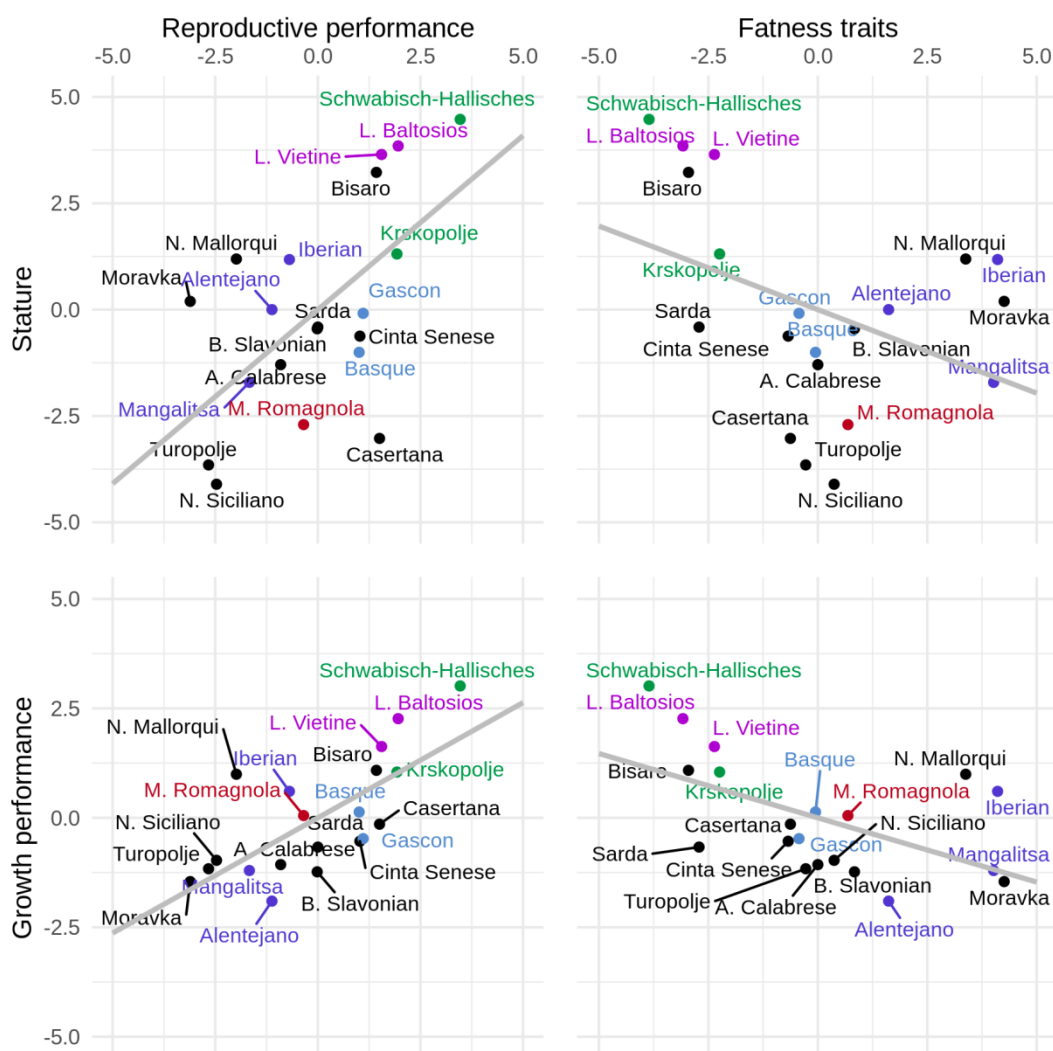 Reproductive performance
Fatness traits
-5.0 -2.5 0.0 2.5 5.0
-5.0 -2.5 0.0 2.5 5.0
Stature
5.0
2.5
0.0
-2.5
-5.0
Schwabisch-Hallisches
L. Baltosios
L. Vietine
Bisaro
Krskopolje
N. Mallorqui
Iberian
Moravka
Alentejano
Gascon
Sarda
Cinta Senese
B. Slavonian
Basque
A. Calabrese
Mangalitsa
M. Romagnola
Turopolje
Casertana
N. Siciliano
Schwabisch-Hallisches
L. Baltosios
L. Vietine
Bisaro
N. Mallorqui
Krskopolje
Iberian
Gascon
Alentejano
Sarda
Moravka
Basque
Cinta Senese
B. Slavonian
Mangalitsa
A. Calabrese
Casertana
M. Romagnola
Turopolje
N. Siciliano
Growth performance
5.0
2.5
0.0
-2.5
-5.0
Schwabisch-Hallisches
L. Baltosios
N. Mallorqui
L. Vietine
Iberian
Bisaro
Krskopolje
M. Romagnola
Basque
Casertana
N. Siciliano
Sarda
Gascon
Turopolje
A. Calabrese
Cinta Senese
Mangalitsa
B. Slavonian
Moravka
Alentejano
Schwabisch-Hallisches
L. Baltosios
L. Vietine
N. Mallorqui
Basque
Bisaro
Krskopolje
M. Romagnola
Iberian
Casertana
N. Siciliano
Gascon
Sarda
Mangalitsa
Cinta Senese
B. Slavonian
Moravka
Turopolje
A. Calabrese
Alentejano